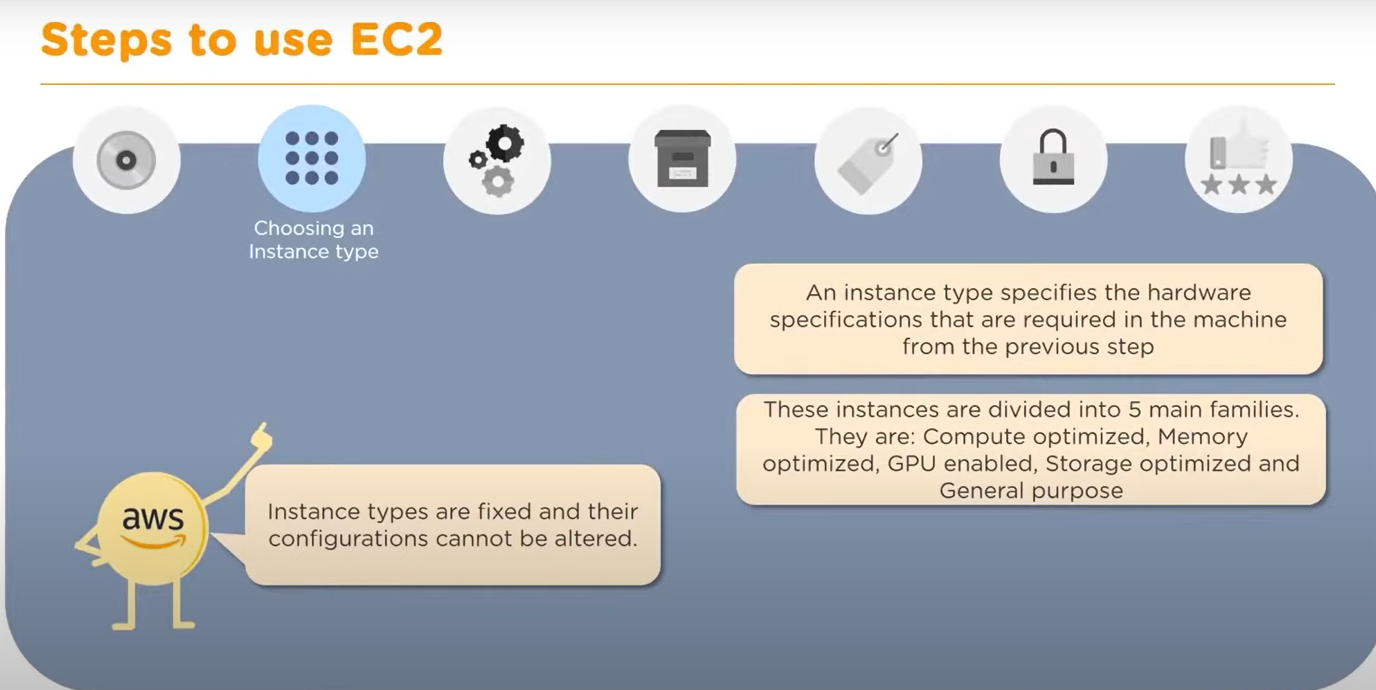 Steps to use EC2
Choosing an
Instance type
An instance type specifies the hardware
specifications that are required in the machine
from the previous step
These instances are divided into 5 main families.
They are: Compute optimized, Memory
optimized, GPU enabled, Storage optimized and
General purpose
aws
Instance types are fixed and their
configurations cannot be altered.